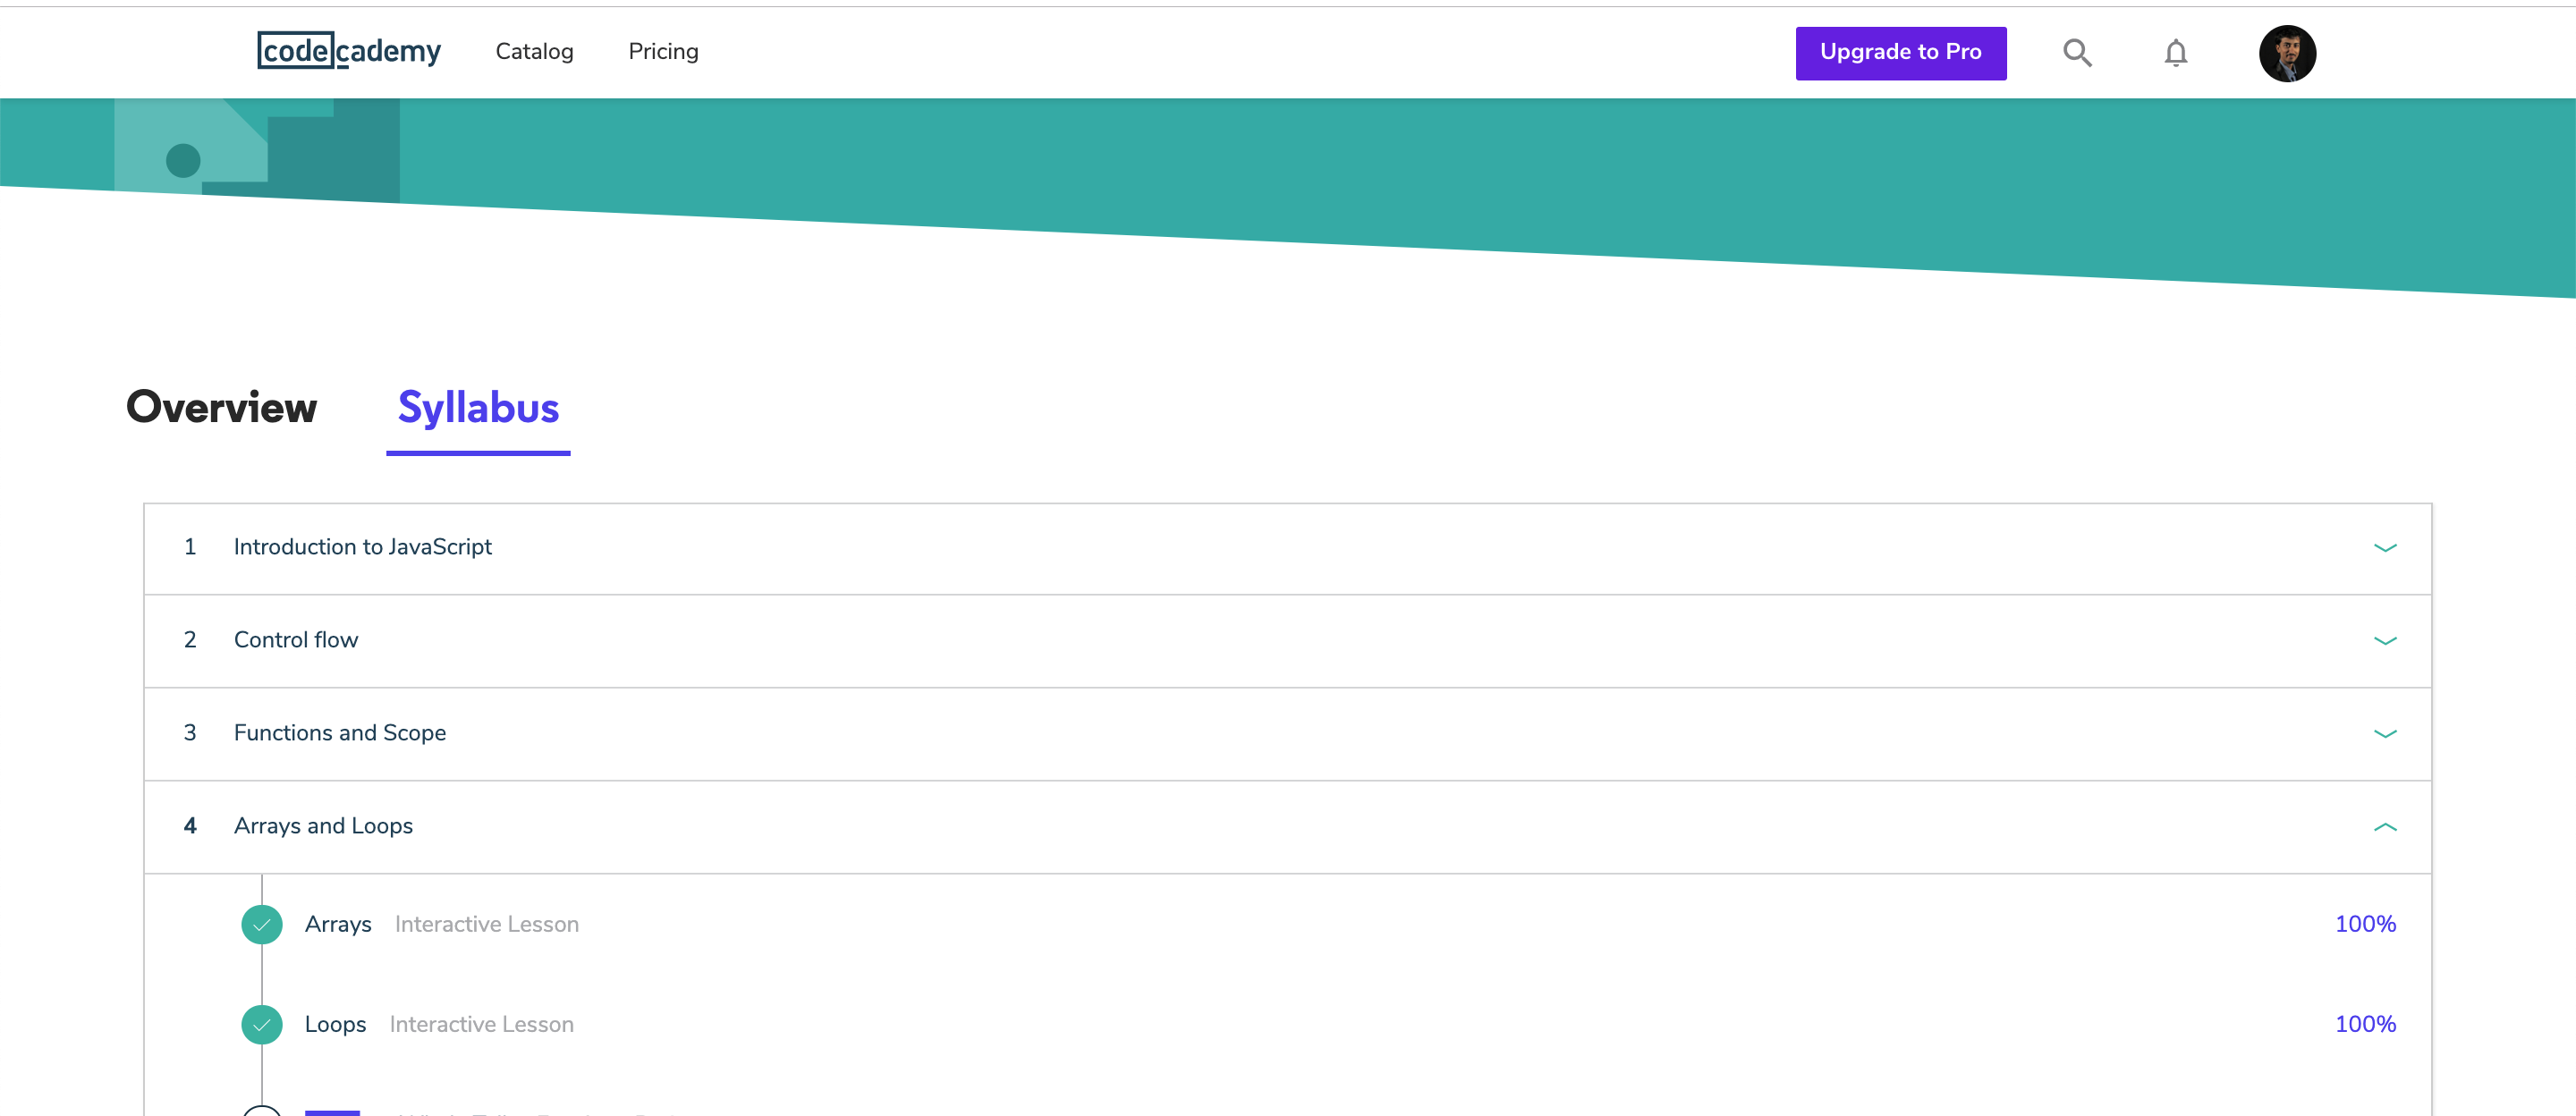 codecademy Catalog Pricing Upgrade to Pro
Overview Syllabus
1 Introduction to JavaScript
2 Control flow
3 Functions and Scope
4 Arrays and Loops
Arrays Interactive Lesson 100%
Loops Interactive Lesson 100%